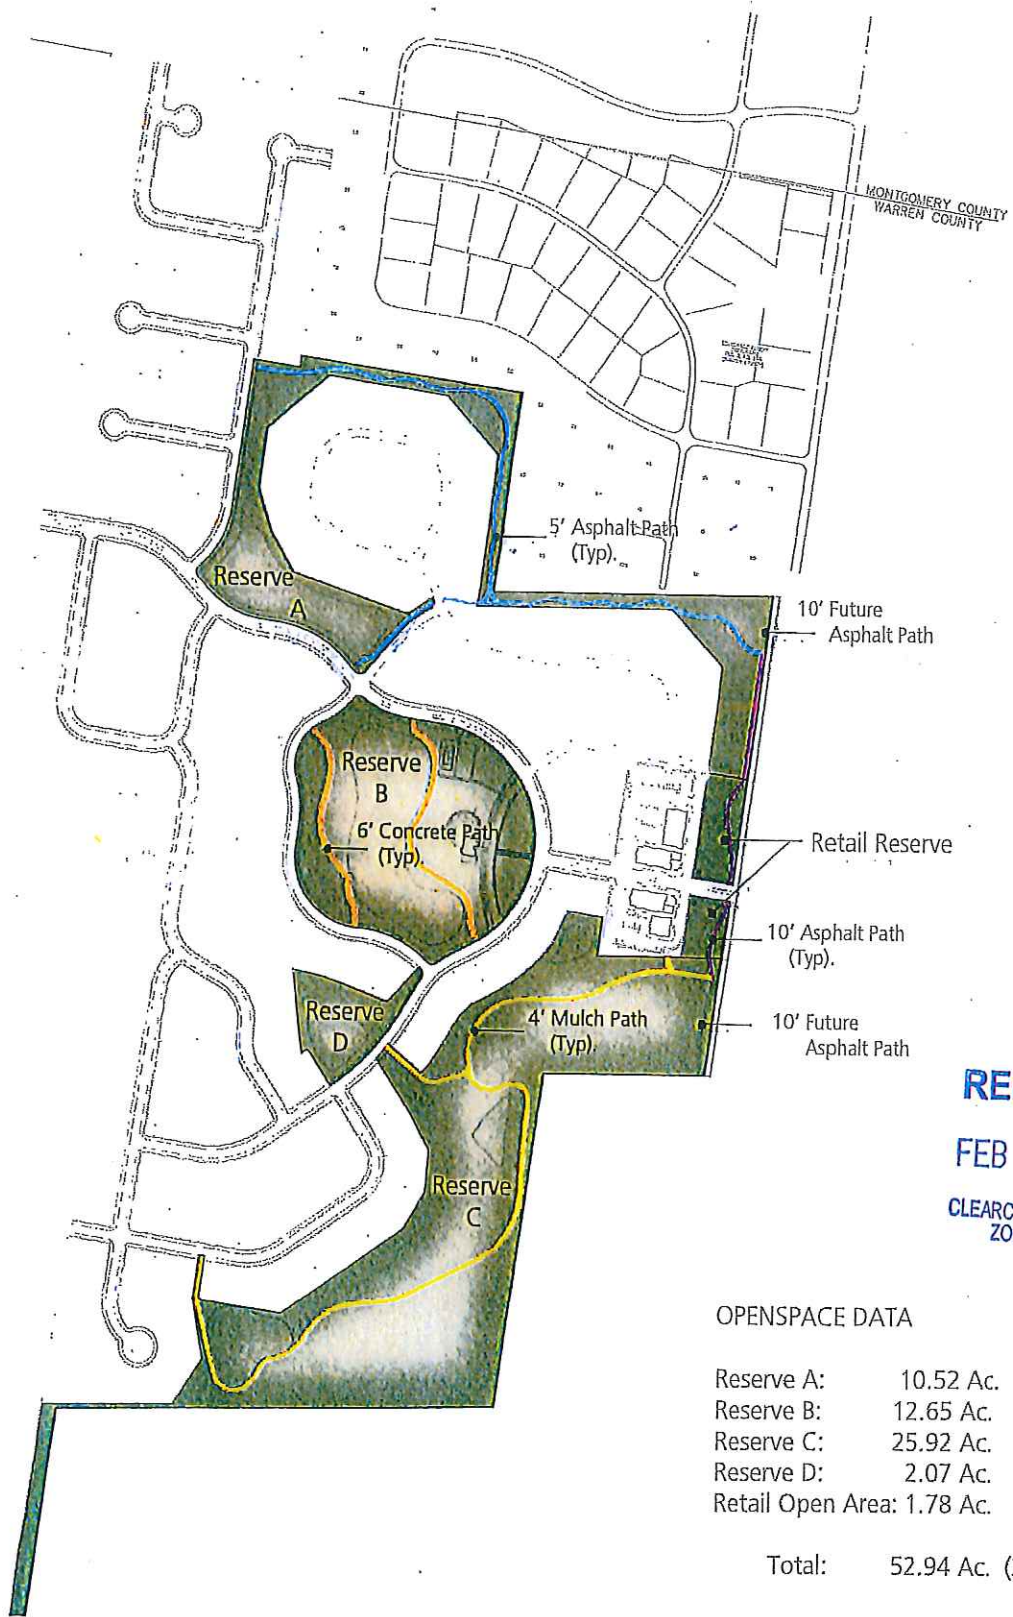 MONTGOMERY COUNTY
WARREN COUNTY
5' Asphalt Path
(Typ).
Reserve
A
10' Future
Asphalt Path
Reserve
B
6' Concrete Path
(Typ).
Retail Reserve
10' Asphalt Path
(Typ).
Reserve
D
4' Mulch Path
(Typ).
10' Future
Asphalt Path
RE
FEB
CLEARC
ZO
Reserve
C
OPENSPACE DATA
Reserve A: 10.52 Ac.
Reserve B: 12.65 Ac.
Reserve C: 25.92 Ac.
Reserve D: 2.07 Ac.
Retail Open Area: 1.78 Ac.
Total: 52.94 Ac. (